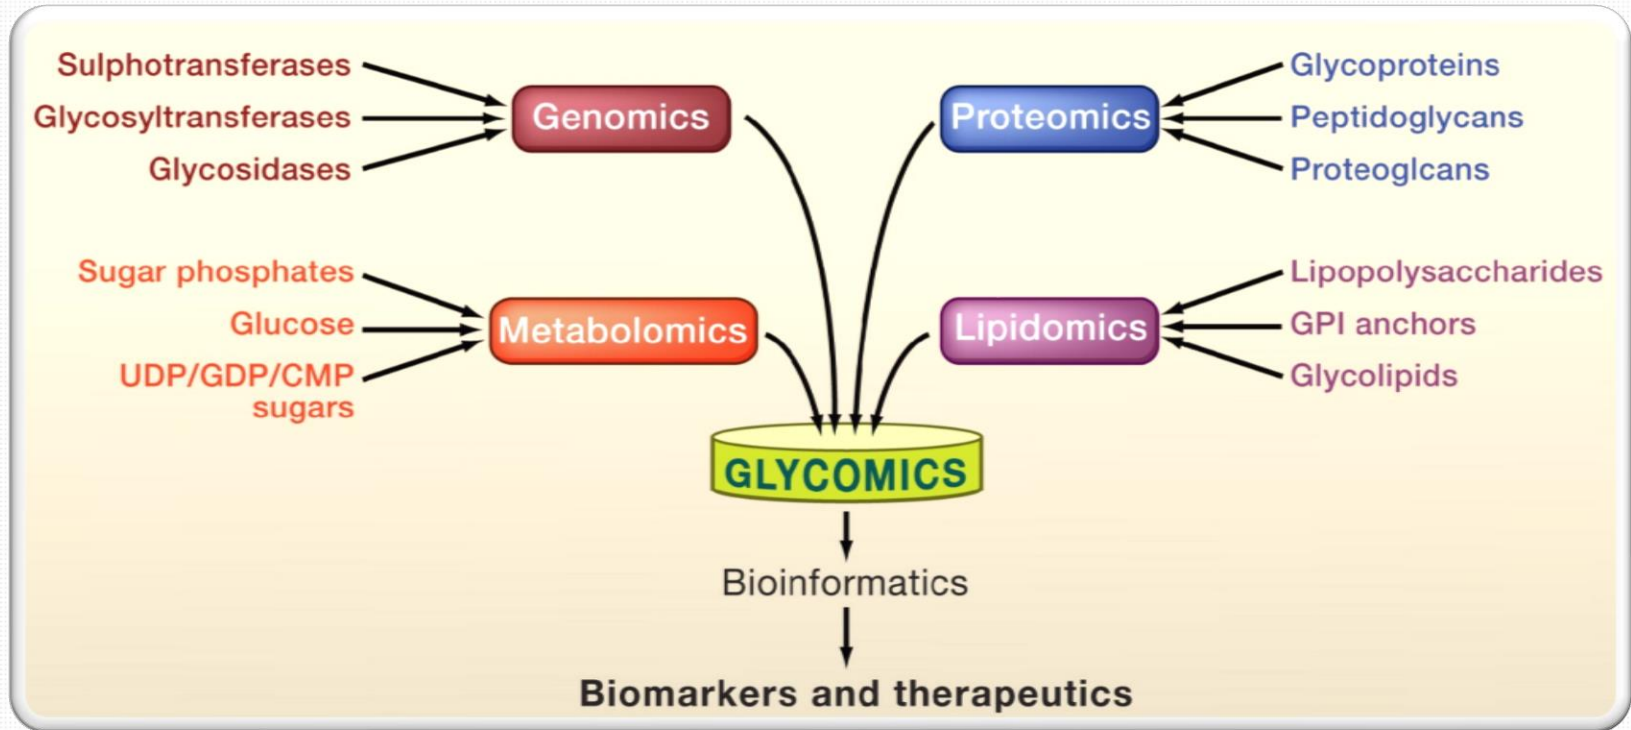 Sulphotransferases
Glycosyltransferases
Glycosidases
Genomics
Proteomics
Glycoproteins
Peptidoglycans
Proteoglcans
Sugar phosphates
Glucose
UDP/GDP/CMP
sugars
Metabolomics
Lipidomics
Lipopolysaccharides
GPI anchors
Glycolipids
GLYCOMICS
Bioinformatics
Biomarkers and therapeutics